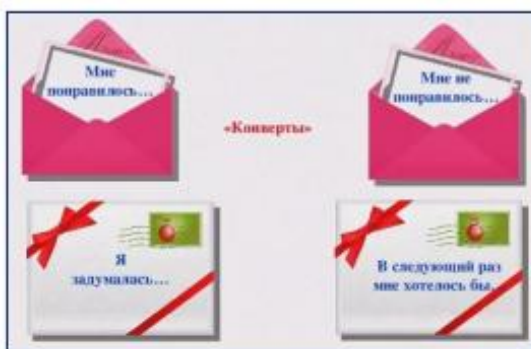 Мне
понравилось…
Мне не
понравилось…
«Конверты»
Я
задумалась…
В следующий раз
мне хотелось бы..